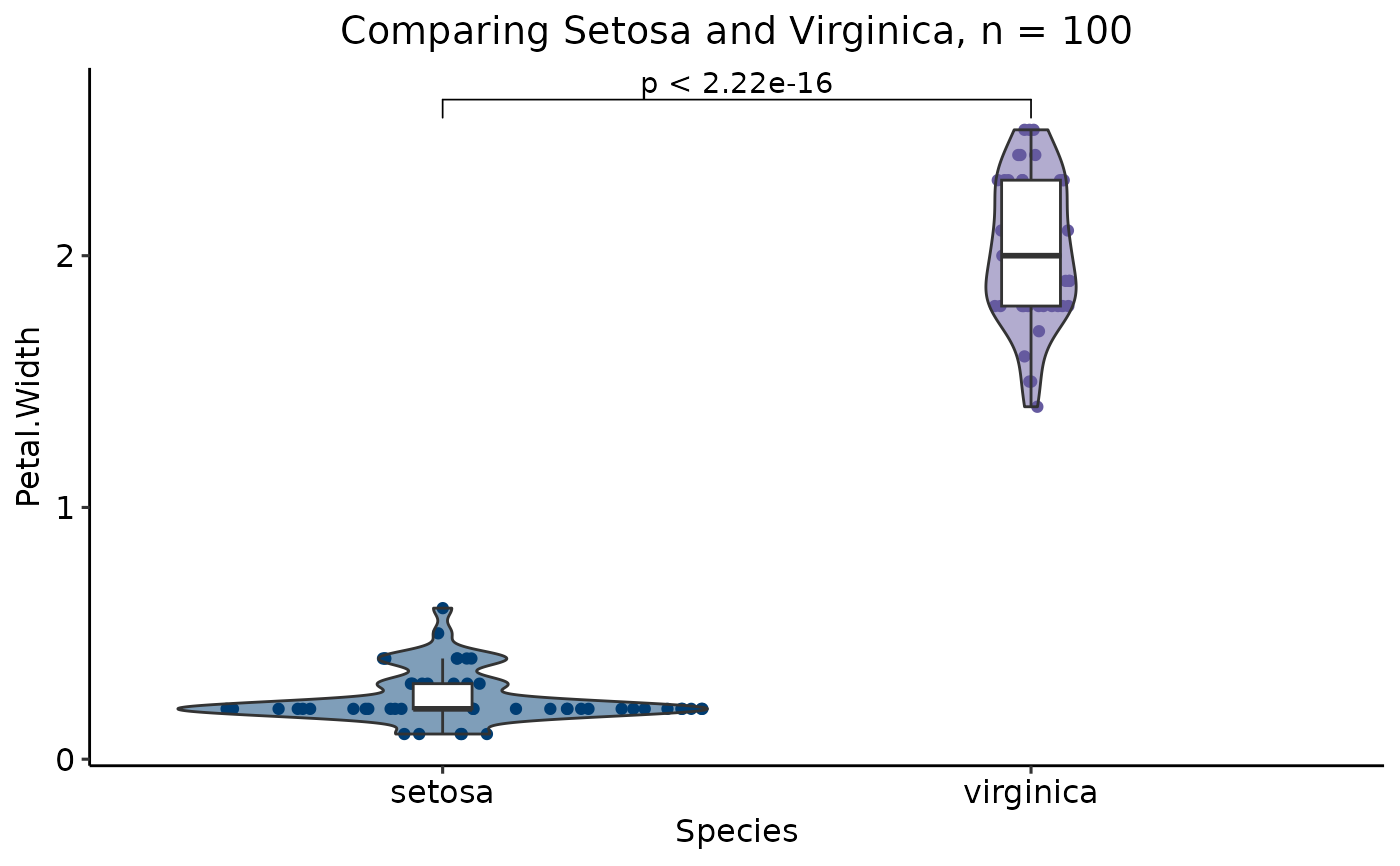 Comparing Setosa and Virginica, n = 100
p < 2.22e-16
2
1
0
Petal.Width
setosa
virginica
Species